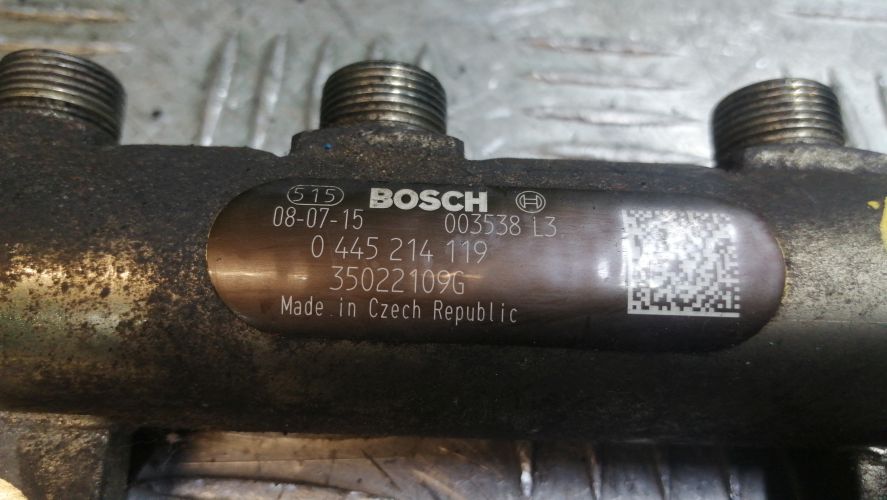 515 BOSCH
08-07-15 003538 L3
0 445 214 119
35022109G
Made in Czech Republic